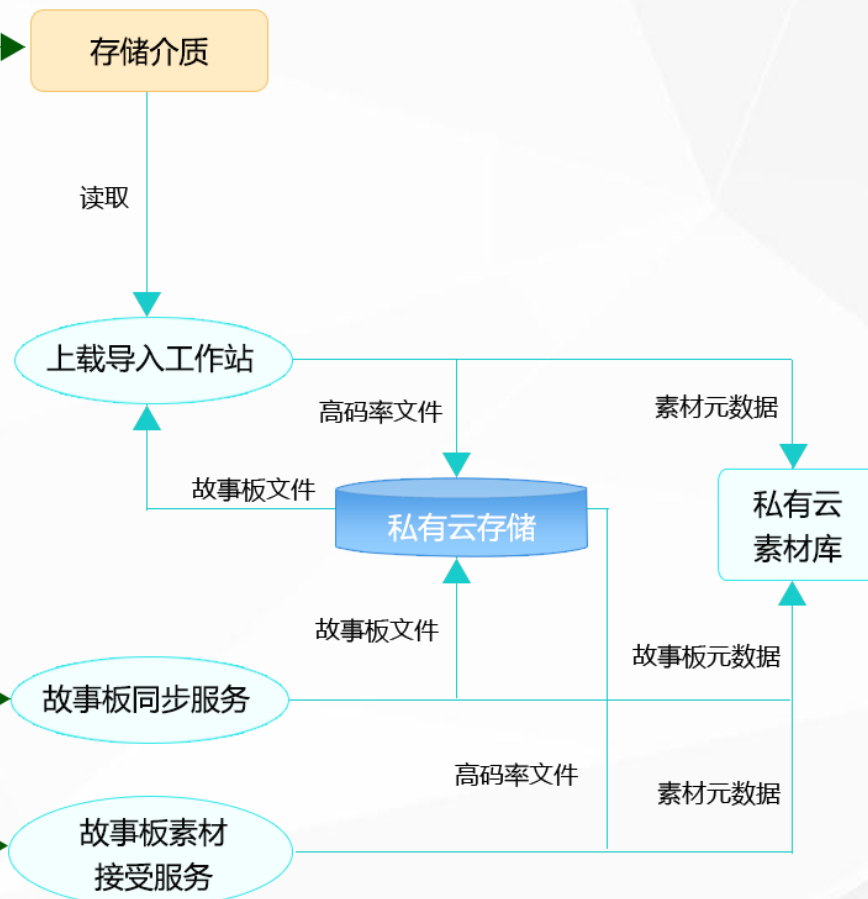 存储介质
读取
上载导入工作站
高码率文件
素材元数据
故事板文件
私有云存储
私有云
素材库
故事板文件
故事板元数据
故事板同步服务
高码率文件
素材元数据
故事板素材
接受服务